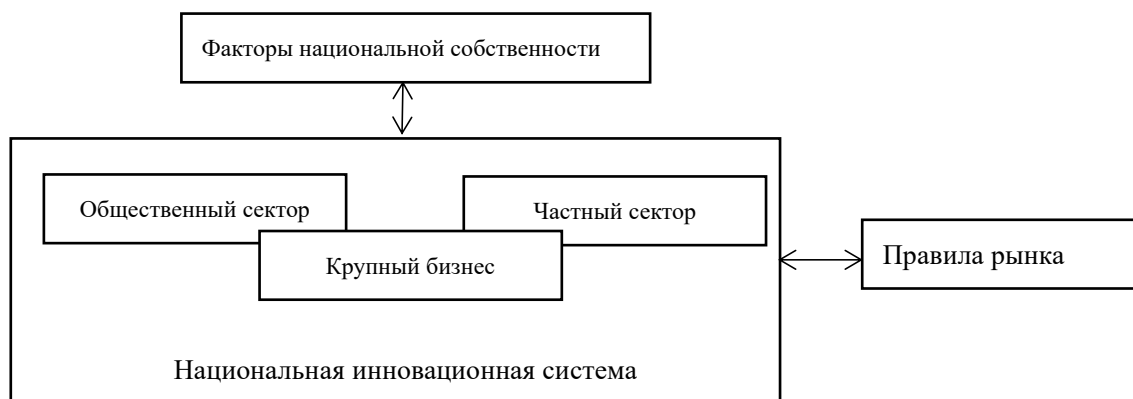 Факторы национальной собственности
Общественный сектор
Частный сектор
Крупный бизнес
Правила рынка
Национальная инновационная система